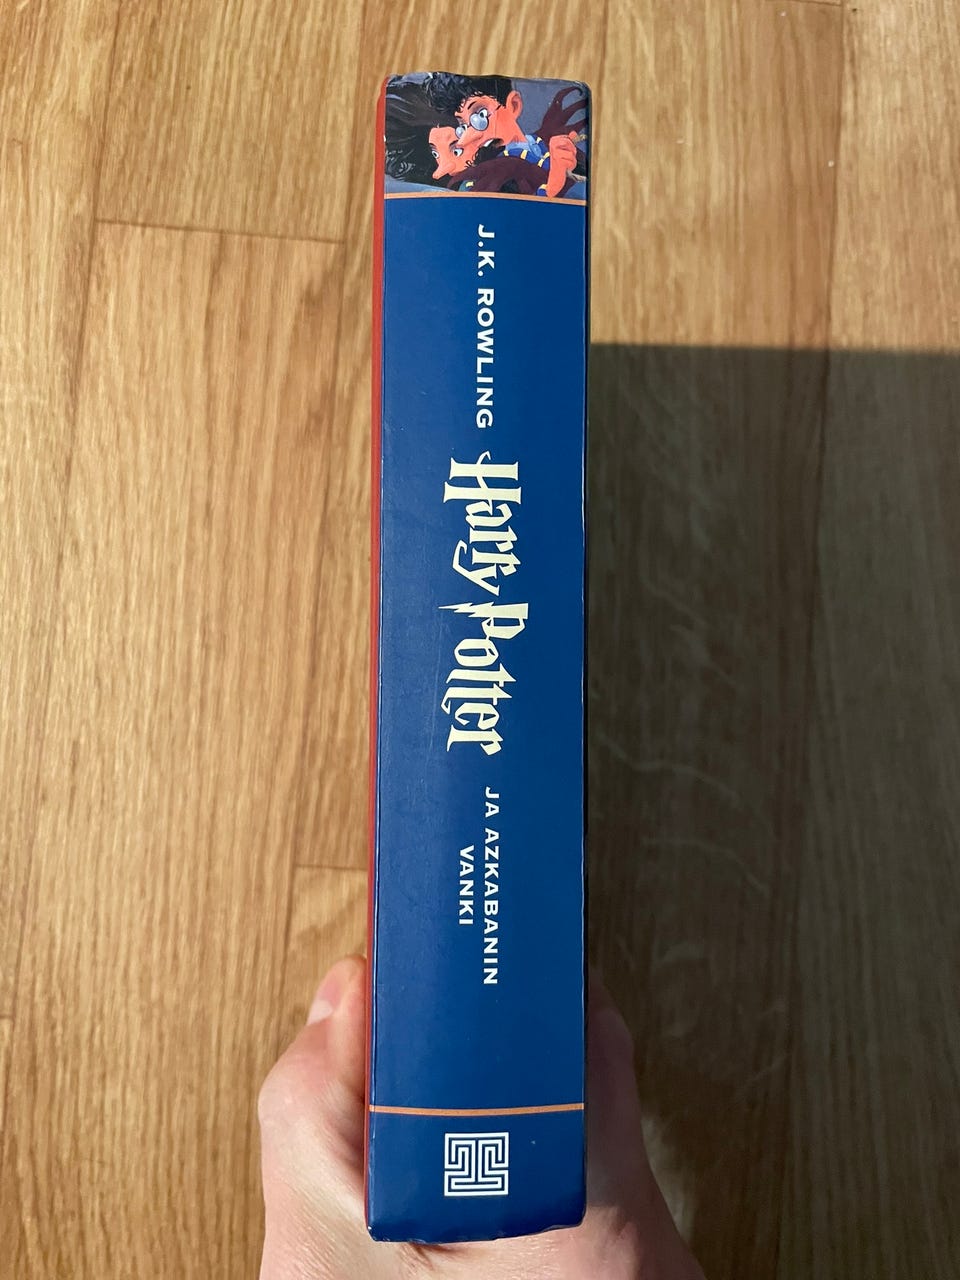 J.K. ROWLING
Harry Potter
JA AZKABANIN
VANKI